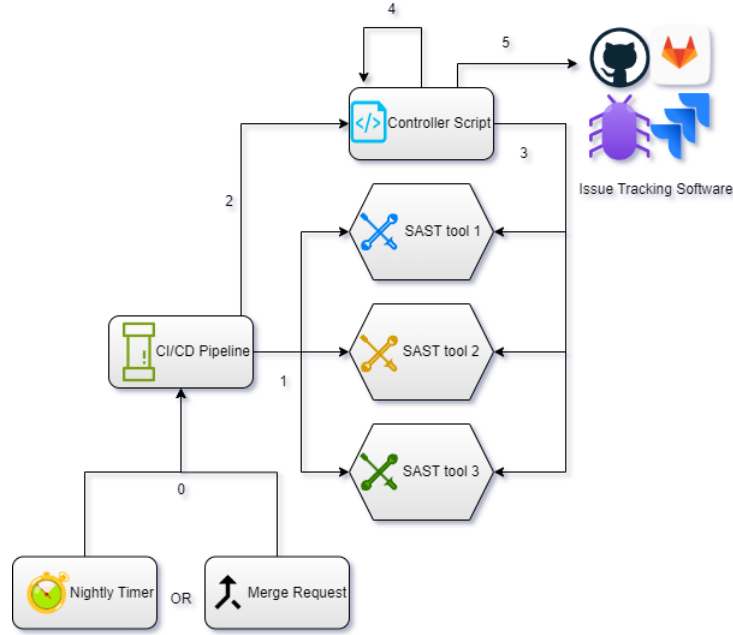 4
5
</> Controller Script
3
Issue Tracking Software
2
SAST tool 1
CI/CD Pipeline
SAST tool 2
1
SAST tool 3
0
Nightly Timer
OR
Merge Request